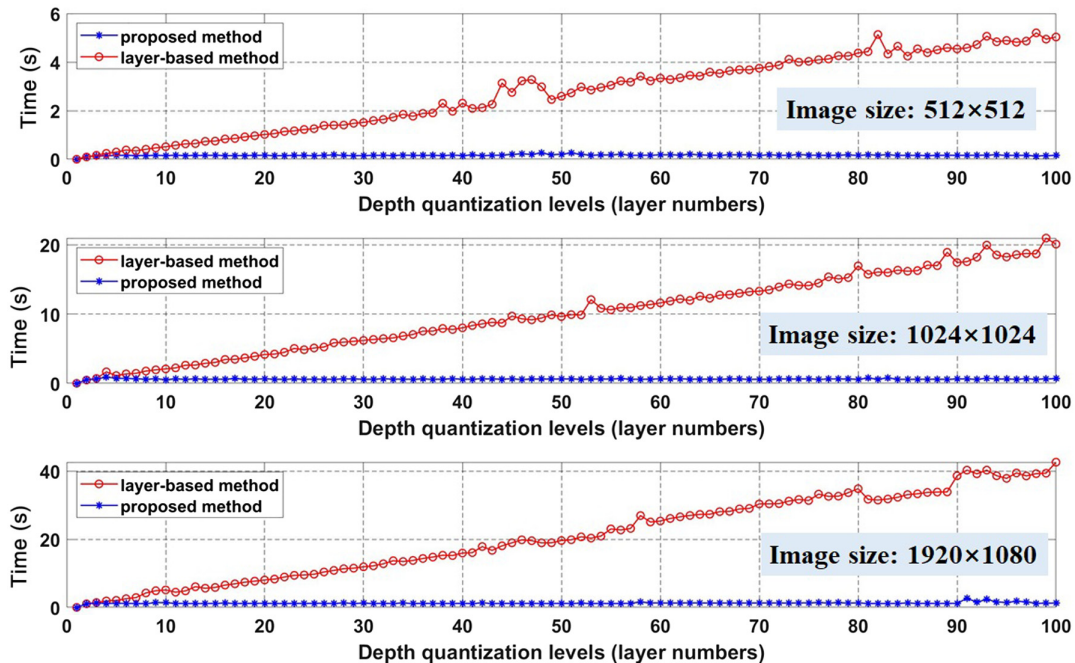 6
4
2
0
Time (s)
proposed method
layer-based method
Image size: 512×512
0 10 20 30 40 50 60 70 80 90 100
Depth quantization levels (layer numbers)
20
10
0
Time (s)
layer-based method
proposed method
Image size: 1024×1024
0 10 20 30 40 50 60 70 80 90 100
Depth quantization levels (layer numbers)
40
20
0
Time (s)
layer-based method
proposed method
Image size: 1920×1080
0 10 20 30 40 50 60 70 80 90 100
Depth quantization levels (layer numbers)